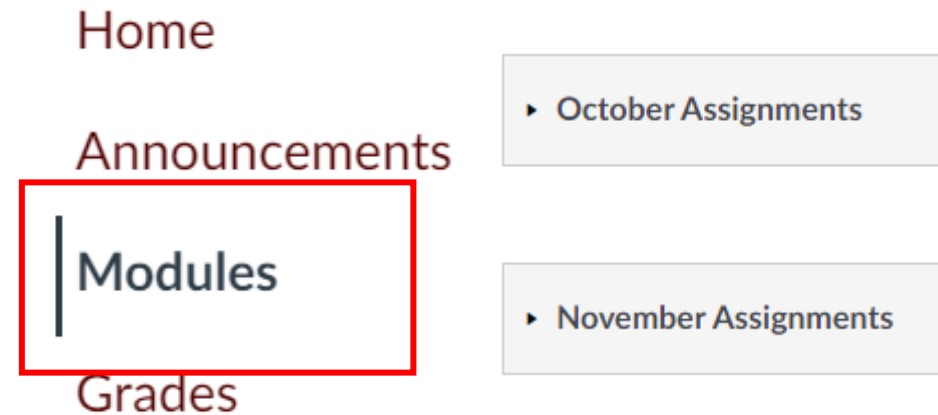 Home
Announcements
Modules
Grades
October Assignments
November Assignments